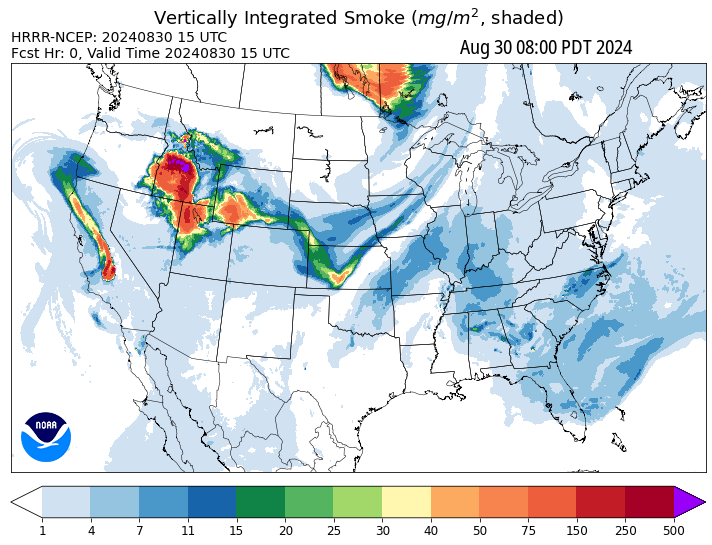 Vertically Integrated Smoke (mg/m², shaded)
HRRR-NCEP: 20240830 15 UTC
Fcst Hr: 0, Valid Time 20240830 15 UTC
Aug 30 08:00 PDT 2024
NOAA
1 4 7 11 15 20 25 30 40 50 75 150 250 500